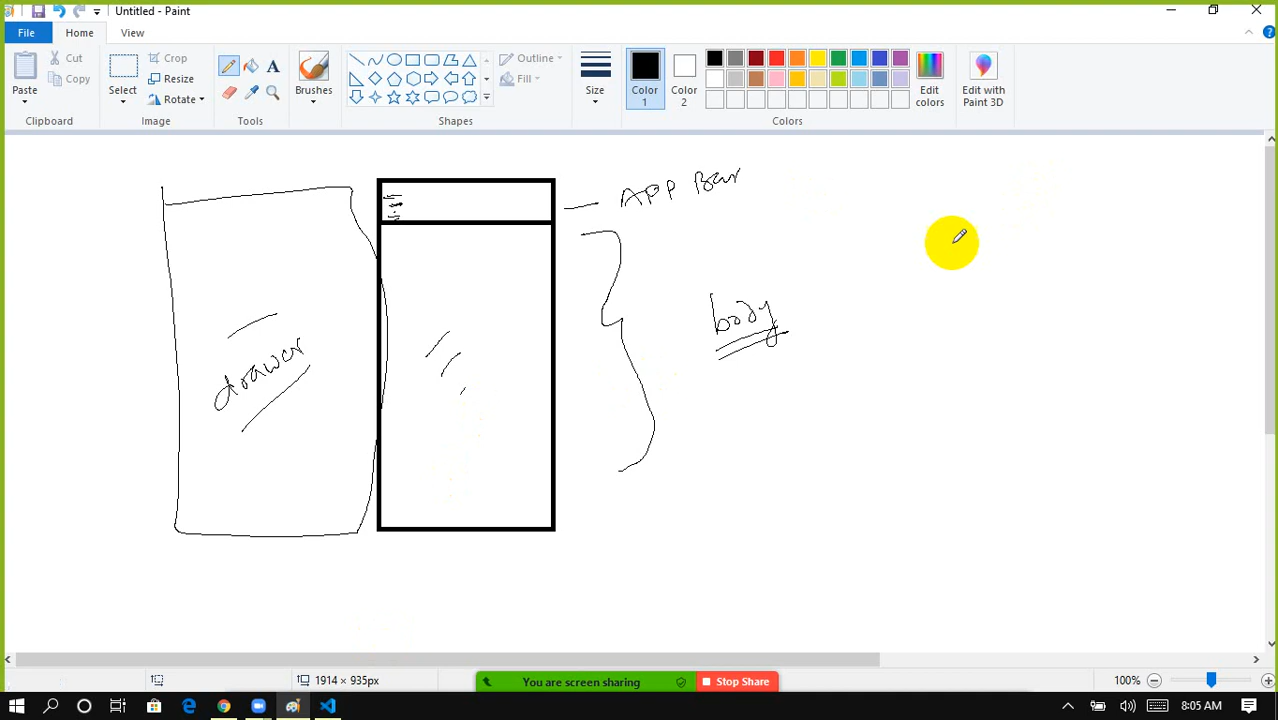 Untitled - Paint
File Home View
Paste
Cut
Copy
Clipboard
Select
Crop
Resize
Rotate
Image
A
Tools
Brushes
Outline
Fill
Shapes
Size
Color 1
Color 2
Edit colors
Edit with Paint 3D
Colors
APP Bar
body
drawer
1914 × 935px
100%
You are screen sharing
Stop Share
8:05 AM